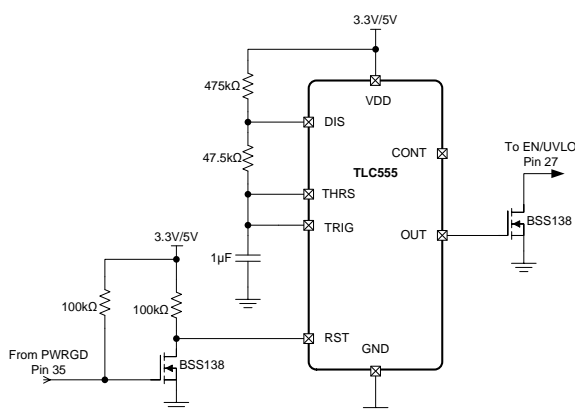 3.3V/5V
475kΩ
VDD
DIS
To EN/UVLO
Pin 27
CONT
47.5kΩ
TLC555
THRS
BSS138
TRIG
OUT
3.3V/5V
1µF
100kΩ
100kΩ
RST
GND
From PWRGD
Pin 35
BSS138